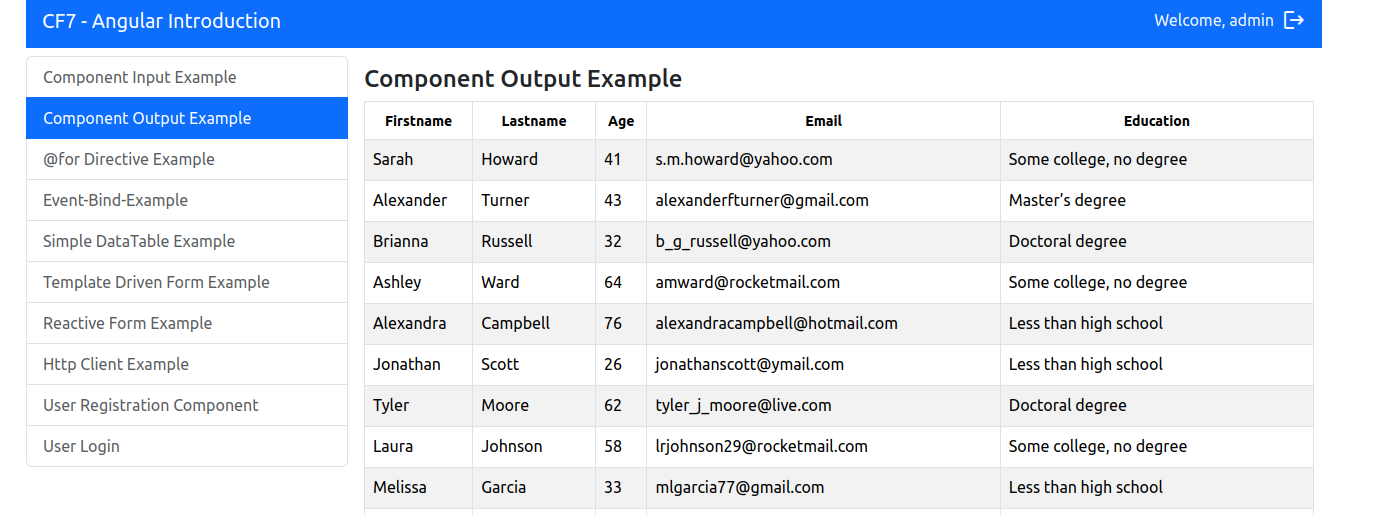 CF7 - Angular Introduction
Welcome, admin
Component Input Example
Component Output Example
@for Directive Example
Event-Bind-Example
Simple DataTable Example
Template Driven Form Example
Reactive Form Example
Http Client Example
User Registration Component
User Login
Component Output Example
Firstname Lastname Age Email Education
Sarah Howard 41 s.m.howard@yahoo.com Some college, no degree
Alexander Turner 43 alexanderfturner@gmail.com Master’s degree
Brianna Russell 32 b_g_russell@yahoo.com Doctoral degree
Ashley Ward 64 amward@rocketmail.com Some college, no degree
Alexandra Campbell 76 alexandracampbell@hotmail.com Less than high school
Jonathan Scott 26 jonathanscott@ymail.com Less than high school
Tyler Moore 62 tyler_j_moore@live.com Doctoral degree
Laura Johnson 58 lrjohnson29@rocketmail.com Some college, no degree
Melissa Garcia 33 mlgarcia77@gmail.com Less than high school